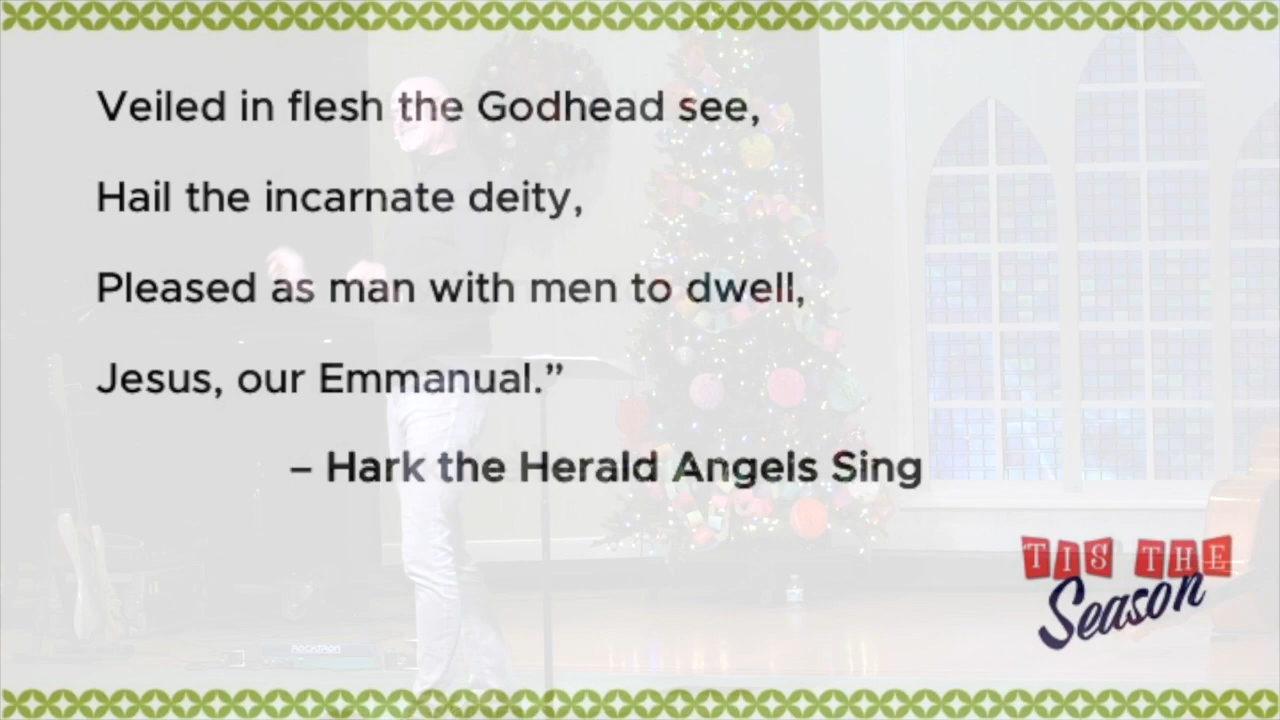 Veiled in flesh the Godhead see,
Hail the incarnate deity,
Pleased as man with men to dwell,
Jesus, our Emmanual.”
– Hark the Herald Angels Sing
TIS THE
Season
ROCKTRON